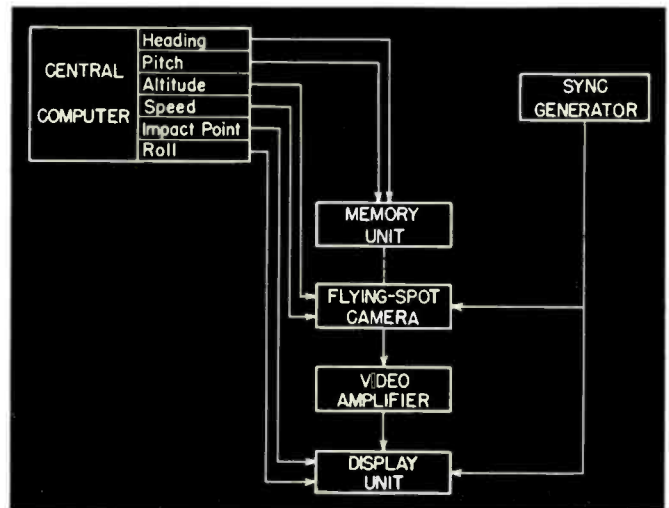 CENTRAL
COMPUTER
Heading
Pitch
Altitude
Speed
Impact Point
Roll
SYNC
GENERATOR
MEMORY
UNIT
FLYING-SPOT
CAMERA
VIDEO
AMPLIFIER
DISPLAY
UNIT